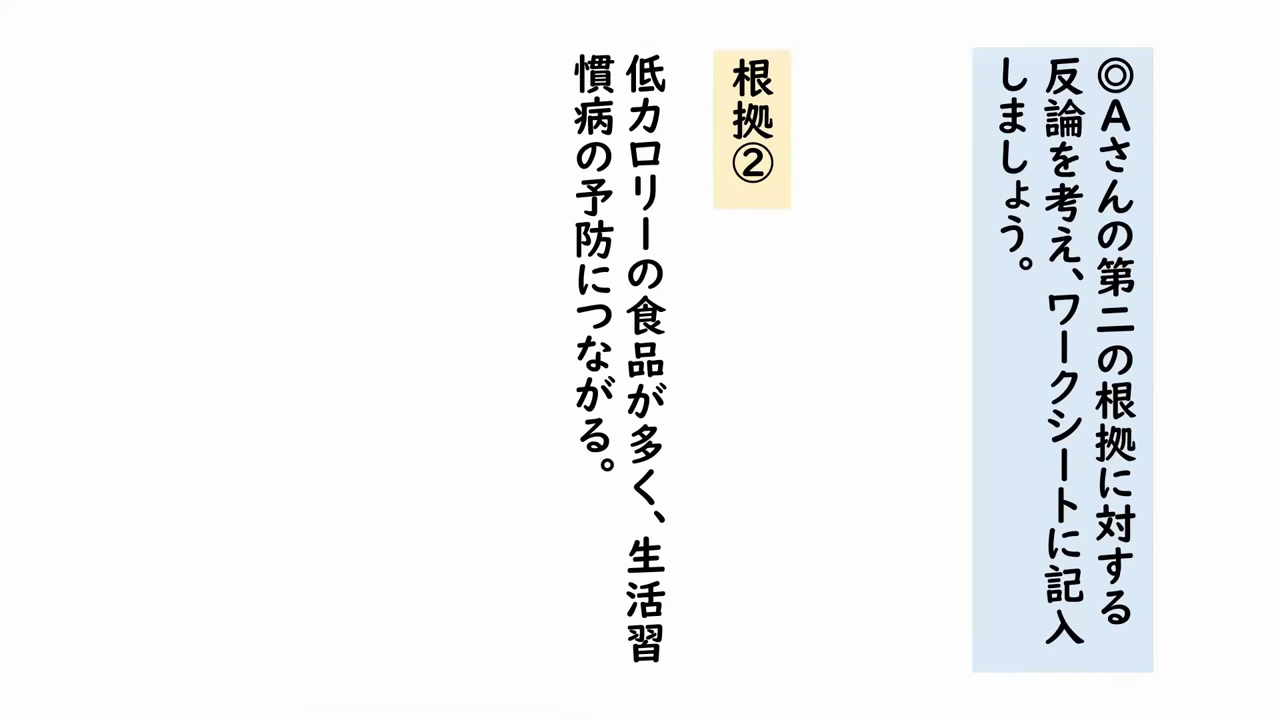 ◎Aさんの第二の根拠に対する
反論を考え、ワークシートに記入
しましょう。
根拠②
低カロリーの食品が多く、生活習
慣病の予防につながる。